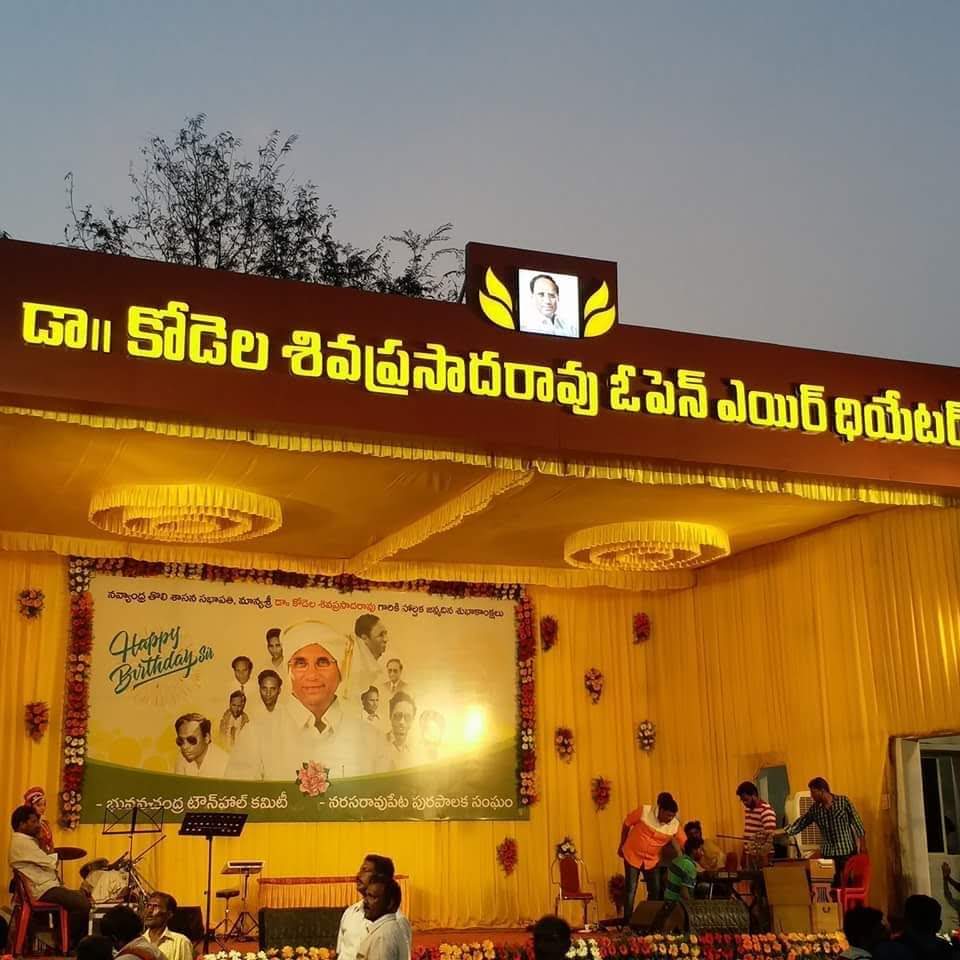 డా॥ కోడెల శివప్రసాదరావు ఓపెన్ ఎయిర్ థియేటర్
నవ్యాంధ్ర తొలి శాసన సభాపతి, మాన్యశ్రీ డా॥ కోడెల శివప్రసాదరావు గారికి హార్దిక జన్మదిన శుభాకాంక్షలు
Happy
Birthday Sir
- భువనచంద్ర టౌన్‌హాల్ కమిటీ - నరసరావుపేట పురపాలక సంఘం